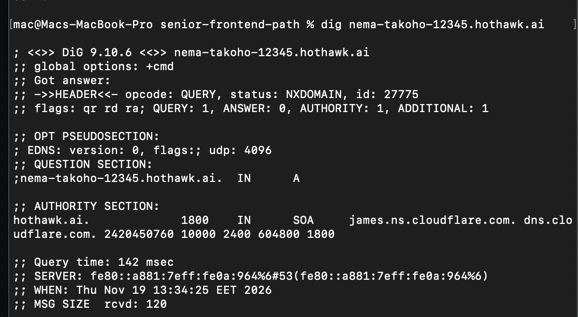 [mac@Macs-MacBook-Pro senior-frontend-path % dig nema-takoho-12345.hothawk.ai ]
; <<>> DiG 9.10.6 <<>> nema-takoho-12345.hothawk.ai
;; global options: +cmd
;; Got answer:
;; ->>HEADER<<- opcode: QUERY, status: NXDOMAIN, id: 27775
;; flags: qr rd ra; QUERY: 1, ANSWER: 0, AUTHORITY: 1, ADDITIONAL: 1
;; OPT PSEUDOSECTION:
; EDNS: version: 0, flags:; udp: 4096
;; QUESTION SECTION:
;nema-takoho-12345.hothawk.ai. IN A
;; AUTHORITY SECTION:
hothawk.ai. 1800 IN SOA james.ns.cloudflare.com. dns.clo
udflare.com. 2420450760 10000 2400 604800 1800
;; Query time: 142 msec
;; SERVER: fe80::a881:7eff:fe0a:964%6#53(fe80::a881:7eff:fe0a:964%6)
;; WHEN: Thu Nov 19 13:34:25 EET 2026
;; MSG SIZE rcvd: 120